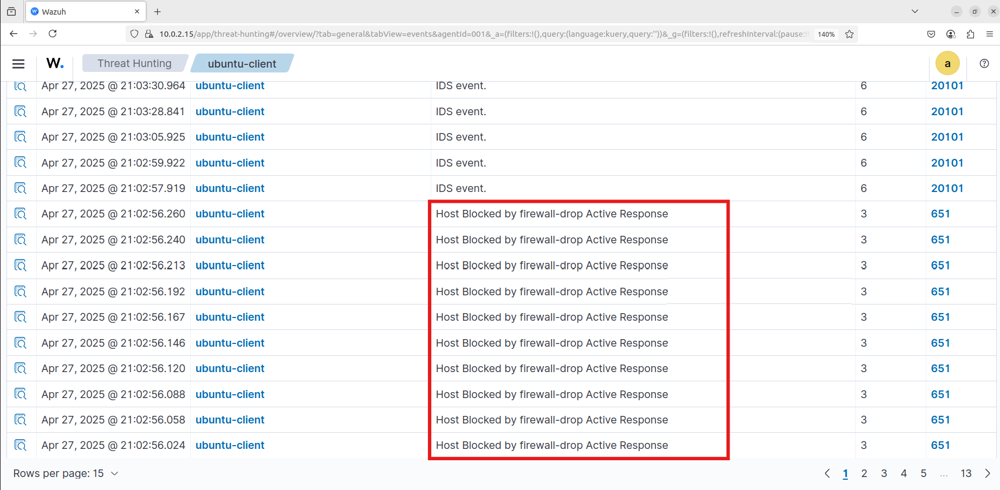 Wazuh
10.0.2.15/app/threat-hunting#/overview/?tab=general&tabView=events&agentId=001&_a=(filters:!(),query:(language:kuery,query:''))&_g=(filters:!(),refreshInterval:(pause:!
140%
W. Threat Hunting ubuntu-client a
Apr 27, 2025 @ 21:03:30.964 ubuntu-client IDS event. 6 20101
Apr 27, 2025 @ 21:03:28.841 ubuntu-client IDS event. 6 20101
Apr 27, 2025 @ 21:03:05.925 ubuntu-client IDS event. 6 20101
Apr 27, 2025 @ 21:02:59.922 ubuntu-client IDS event. 6 20101
Apr 27, 2025 @ 21:02:57.919 ubuntu-client IDS event. 6 20101
Apr 27, 2025 @ 21:02:56.260 ubuntu-client Host Blocked by firewall-drop Active Response 3 651
Apr 27, 2025 @ 21:02:56.240 ubuntu-client Host Blocked by firewall-drop Active Response 3 651
Apr 27, 2025 @ 21:02:56.213 ubuntu-client Host Blocked by firewall-drop Active Response 3 651
Apr 27, 2025 @ 21:02:56.192 ubuntu-client Host Blocked by firewall-drop Active Response 3 651
Apr 27, 2025 @ 21:02:56.167 ubuntu-client Host Blocked by firewall-drop Active Response 3 651
Apr 27, 2025 @ 21:02:56.146 ubuntu-client Host Blocked by firewall-drop Active Response 3 651
Apr 27, 2025 @ 21:02:56.120 ubuntu-client Host Blocked by firewall-drop Active Response 3 651
Apr 27, 2025 @ 21:02:56.088 ubuntu-client Host Blocked by firewall-drop Active Response 3 651
Apr 27, 2025 @ 21:02:56.058 ubuntu-client Host Blocked by firewall-drop Active Response 3 651
Apr 27, 2025 @ 21:02:56.024 ubuntu-client Host Blocked by firewall-drop Active Response 3 651
Rows per page: 15 1 2 3 4 5 ... 13